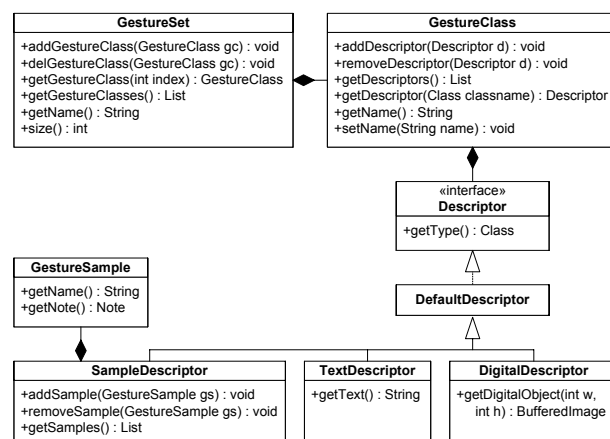 GestureSet
+addGestureClass(GestureClass gc) : void
+delGestureClass(GestureClass gc) : void
+getGestureClass(int index) : GestureClass
+getGestureClasses() : List
+getName() : String
+size() : int
GestureClass
+addDescriptor(Descriptor d) : void
+removeDescriptor(Descriptor d) : void
+getDescriptors() : List
+getDescriptor(Class classname) : Descriptor
+getName() : String
+setName(String name) : void
«interface»
Descriptor
+getType() : Class
GestureSample
+getName() : String
+getNote() : Note
DefaultDescriptor
SampleDescriptor
+addSample(GestureSample gs) : void
+removeSample(GestureSample gs) : void
+getSamples() : List
TextDescriptor
+getText() : String
DigitalDescriptor
+getDigitalObject(int w,
int h) : BufferedImage